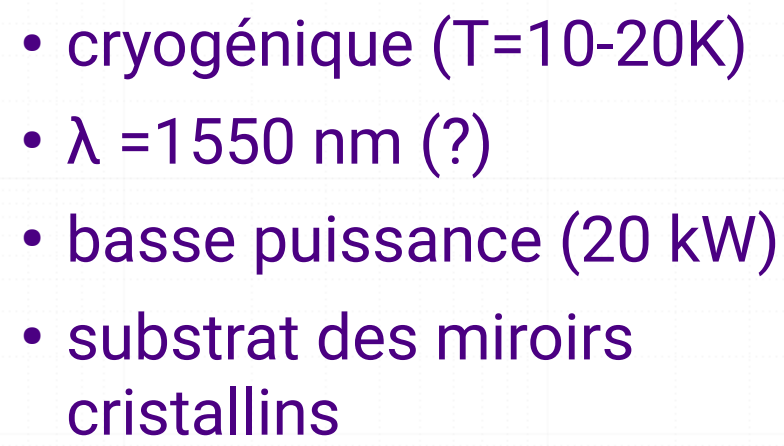 • cryogénique (T=10-20K)
• λ =1550 nm (?)
• basse puissance (20 kW)
• substrat des miroirs
cristallins